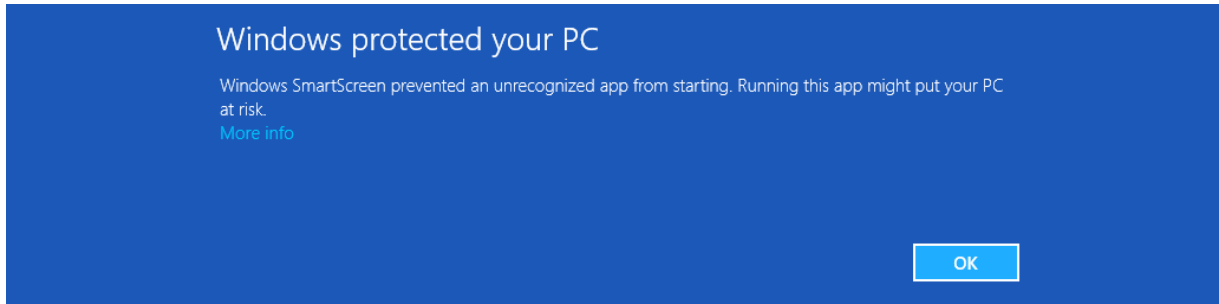 Windows protected your PC
Windows SmartScreen prevented an unrecognized app from starting. Running this app might put your PC
at risk.
More info
OK